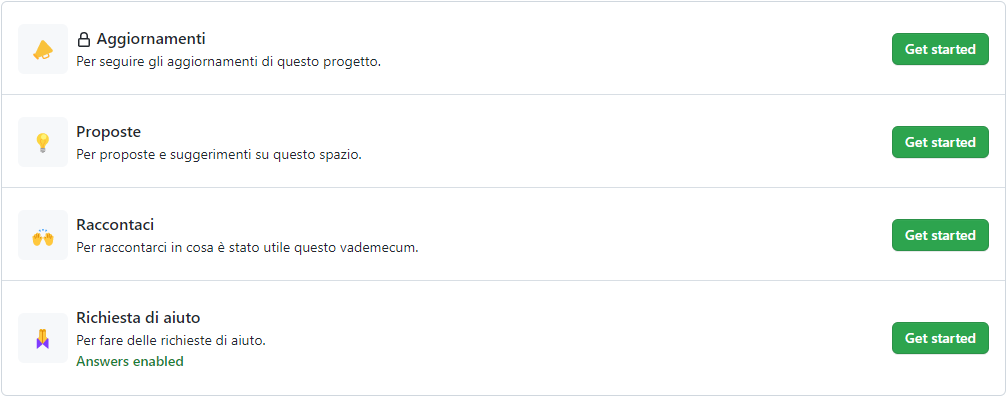 Aggiornamenti
Per seguire gli aggiornamenti di questo progetto.
Get started
Proposte
Per proposte e suggerimenti su questo spazio.
Get started
Raccontaci
Per raccontarci in cosa è stato utile questo vademecum.
Get started
Richiesta di aiuto
Per fare delle richieste di aiuto.
Answers enabled
Get started